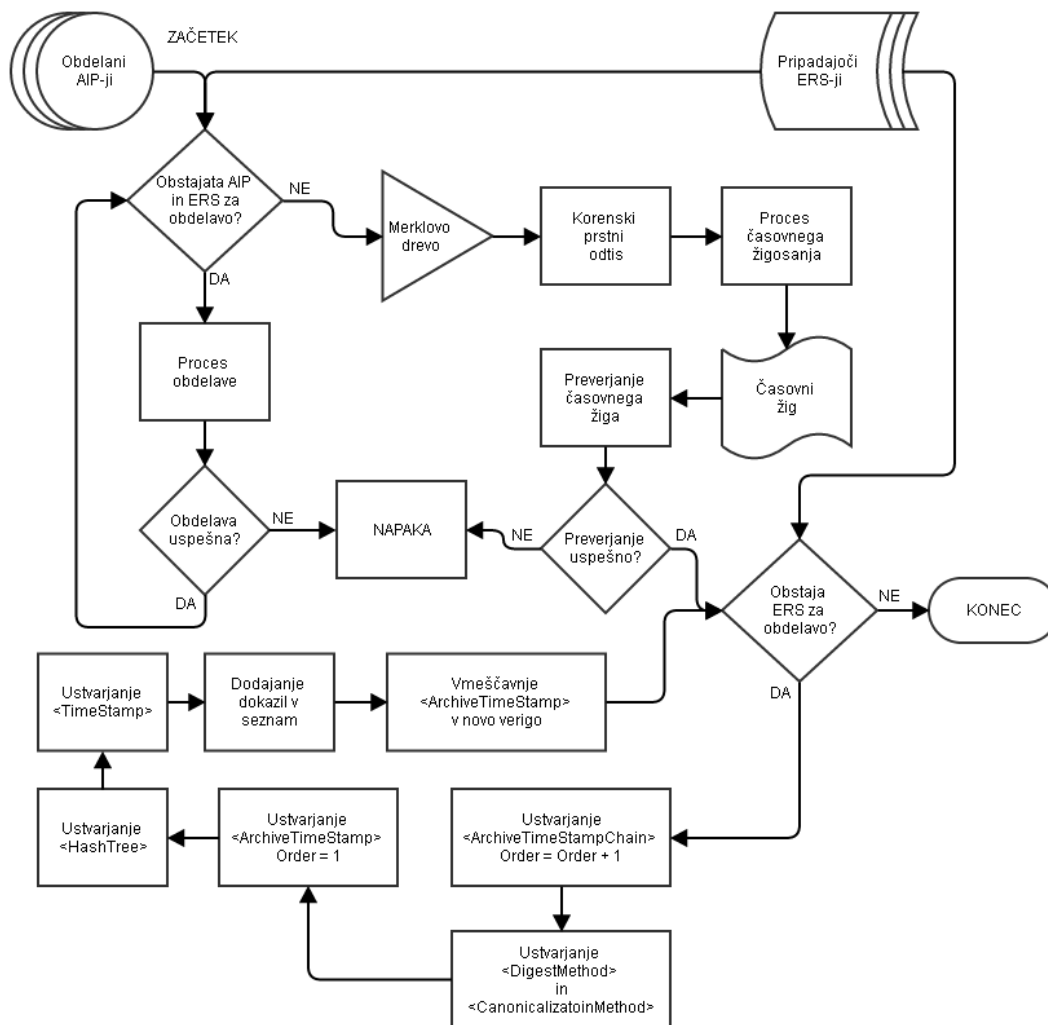 ZAČETEK
Obdelani
AIP-ji
Pripadajoči
ERS-ji
Obstajata AIP
in ERS za
obdelavo?
NE
DA
Merklovo
drevo
Korenski
prstni
odtis
Proces
časovnega
žigosanja
Proces
obdelave
Preverjanje
časovnega
žiga
Časovni
žig
Obdelava
uspešna?
NE
DA
NAPAKA
NE
Preverjanje
uspešno?
DA
Obstaja
ERS za
obdelavo?
NE
DA
KONEC
Ustvarjanje
<TimeStamp>
Dodajanje
dokazil v
seznam
Vmeščavnje
<ArchiveTimeStamp>
v novo verigo
Ustvarjanje
<HashTree>
Ustvarjanje
<ArchiveTimeStamp>
Order = 1
Ustvarjanje
<ArchiveTimeStampChain>
Order = Order + 1
Ustvarjanje
<DigestMethod>
in
<CanonicalizatoinMethod>